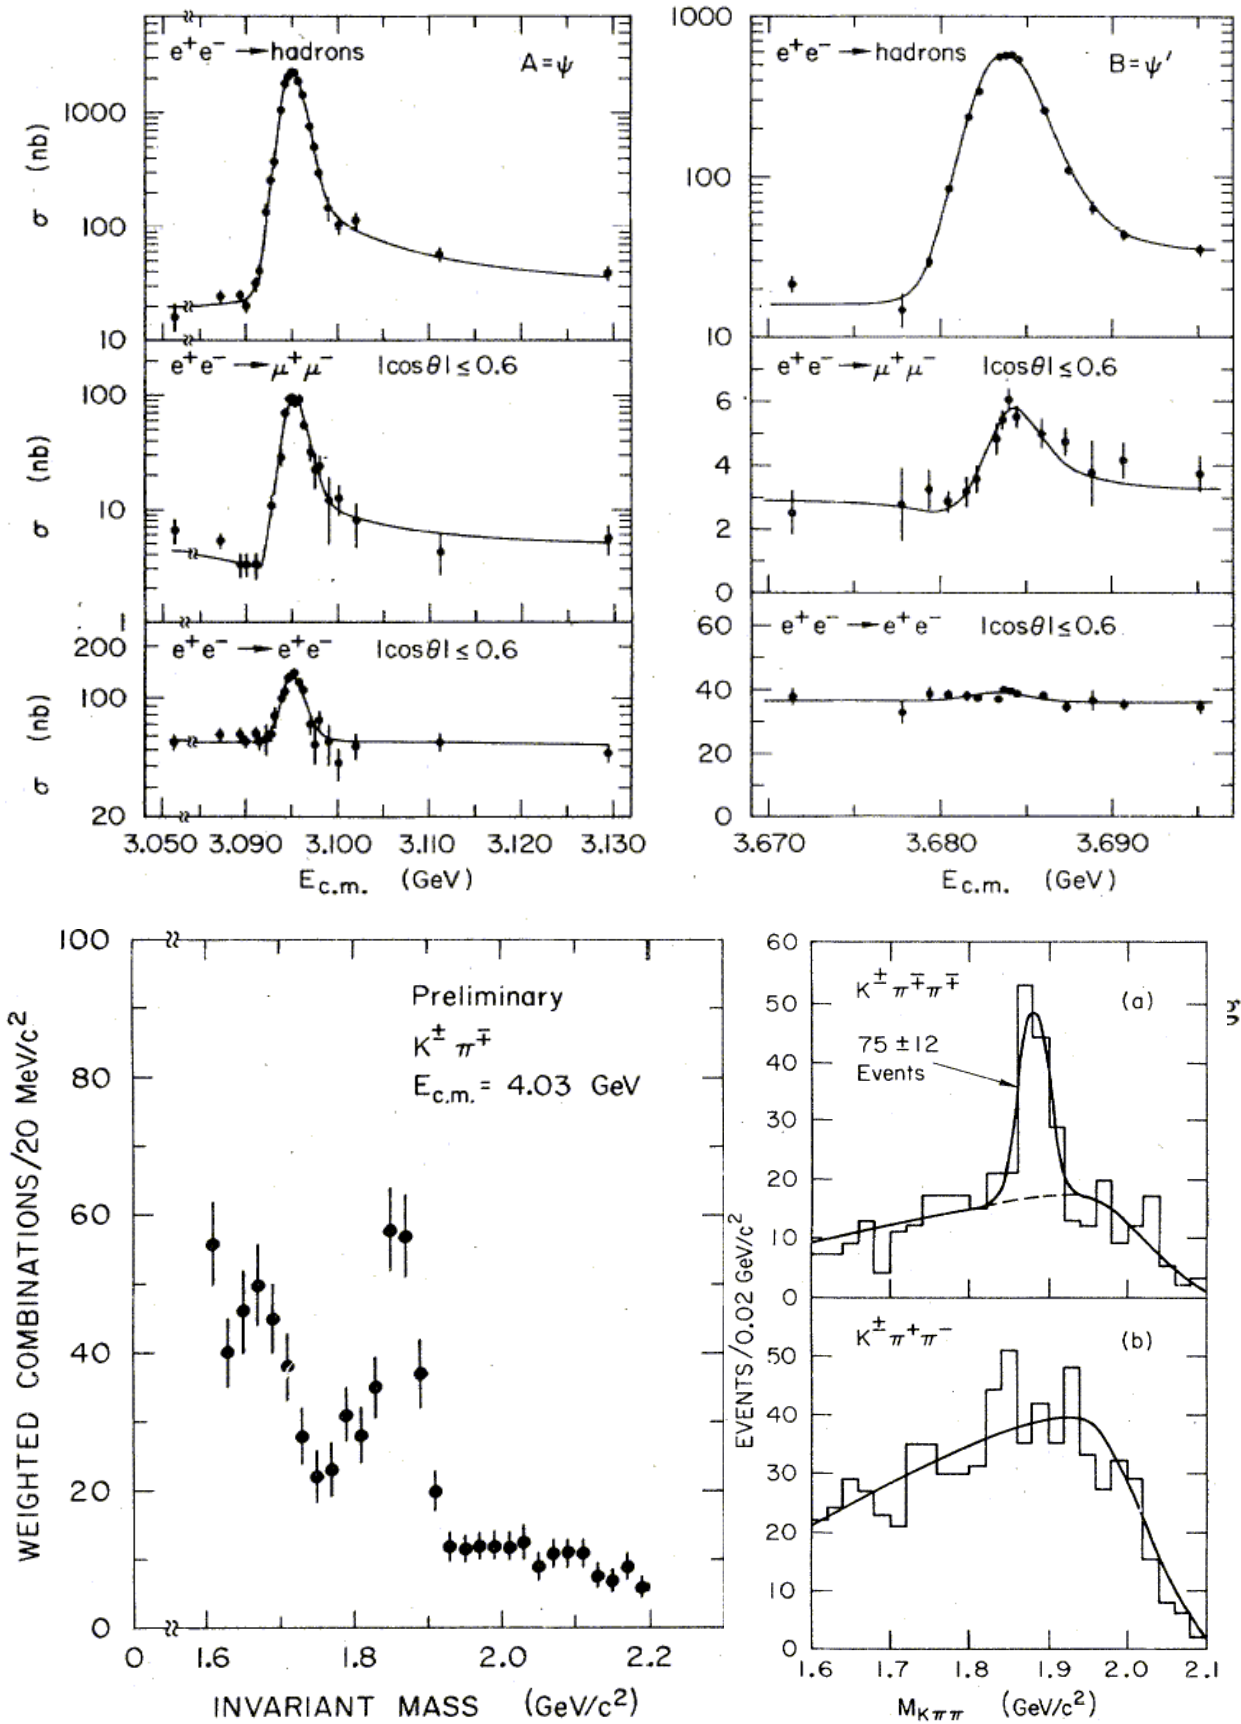 e⁺e⁻ → hadrons A=ψ
σ (nb)
1000
100
10
e⁺e⁻ → μ⁺μ⁻ |cosθ| ≤ 0.6
σ (nb)
100
10
1
e⁺e⁻ → e⁺e⁻ |cosθ| ≤ 0.6
σ (nb)
200
100
20
3.050 3.090 3.100 3.110 3.120 3.130
E c.m. (GeV)
e⁺e⁻ → hadrons B=ψ′
σ (nb)
1000
100
10
e⁺e⁻ → μ⁺μ⁻ |cosθ| ≤ 0.6
6
4
2
0
e⁺e⁻ → e⁺e⁻ |cosθ| ≤ 0.6
60
40
20
0
3.670 3.680 3.690
E c.m. (GeV)
WEIGHTED COMBINATIONS/20 MeV/c²
100
80
60
40
20
0
Preliminary
K± π∓
E c.m. = 4.03 GeV
0 1.6 1.8 2.0 2.2
INVARIANT MASS (GeV/c²)
EVENTS/0.02 GeV/c²
60
50
40
30
20
10
0
K± π∓ π∓ (a)
75 ± 12
Events
50
40
30
20
10
0
K± π⁺ π⁻ (b)
1.6 1.7 1.8 1.9 2.0 2.1
M Kππ (GeV/c²)